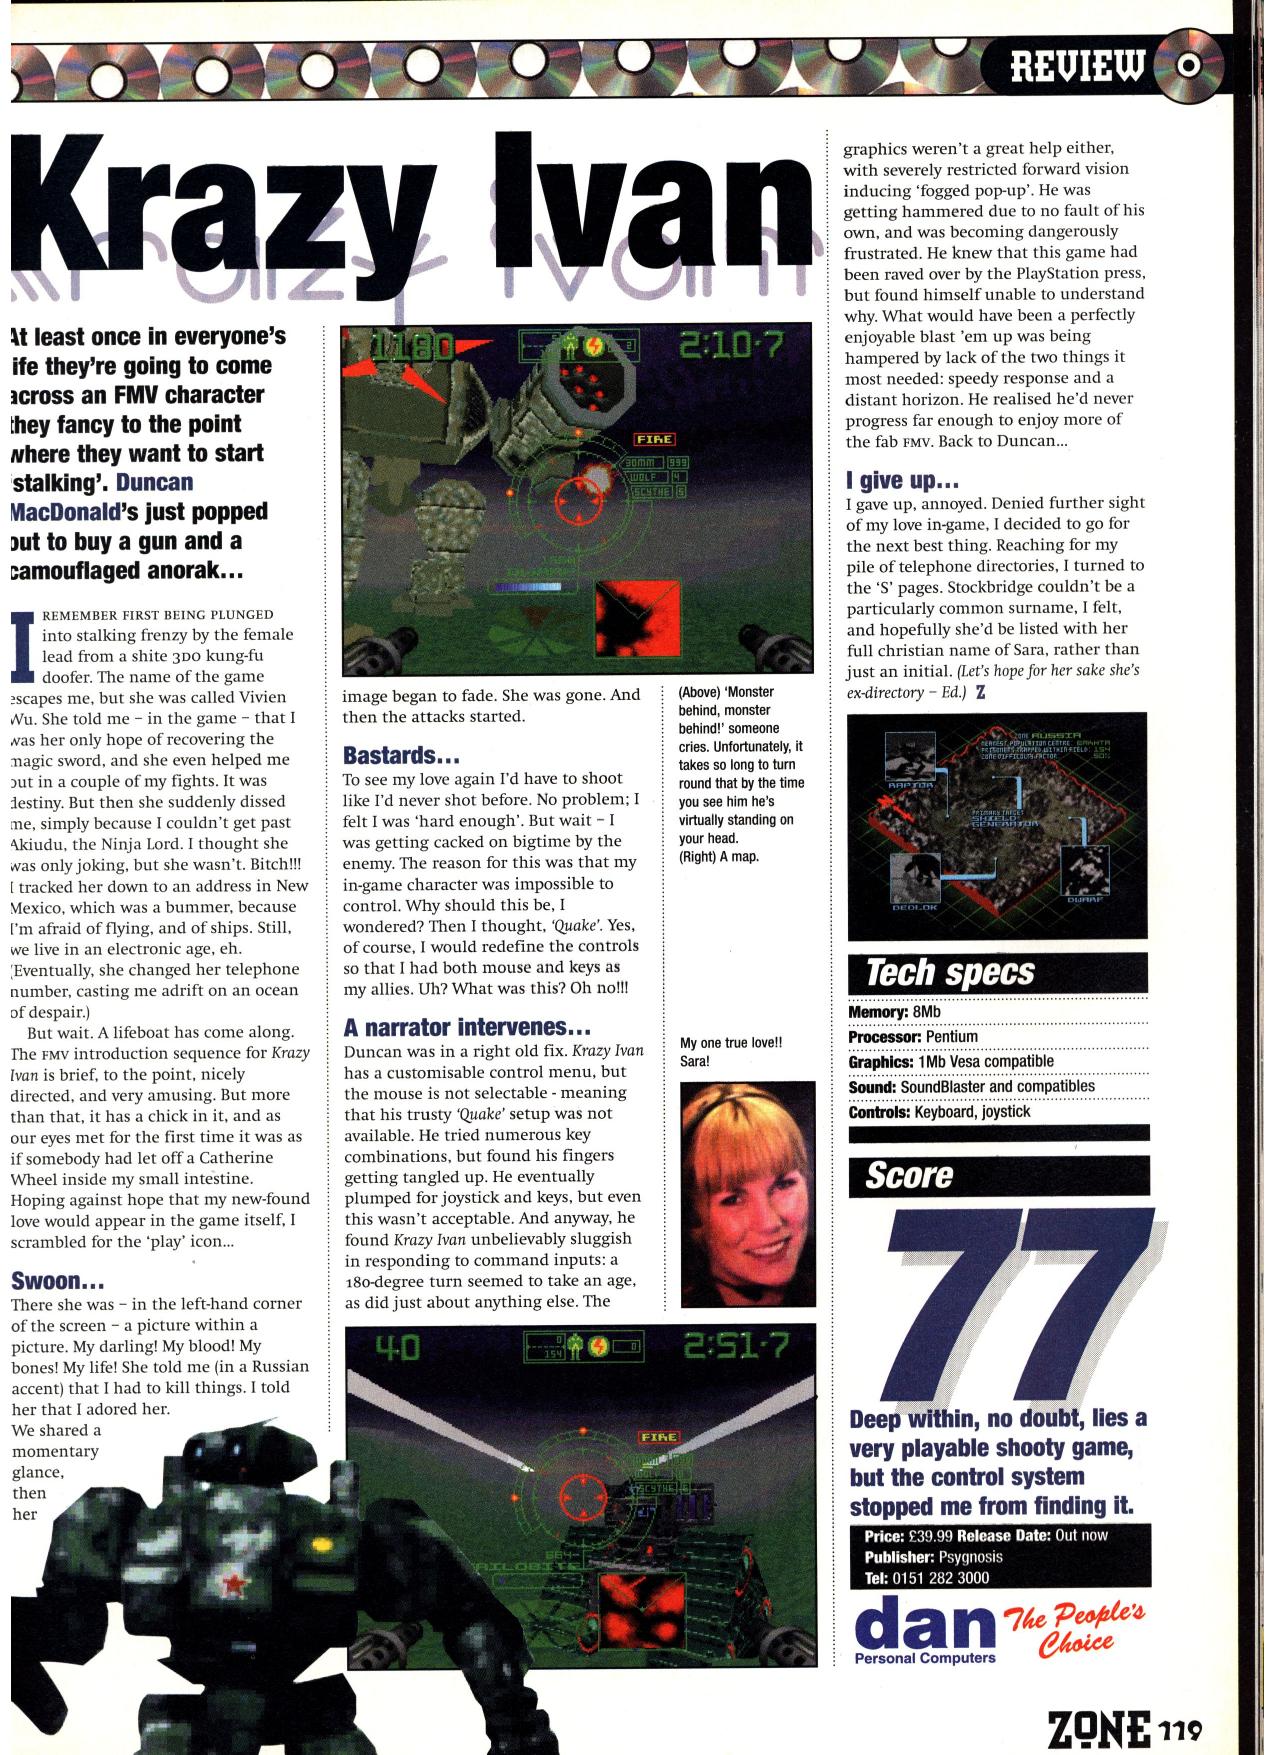 REVIEW
Krazy Ivan
At least once in everyone's
life they're going to come
across an FMV character
they fancy to the point
where they want to start
'stalking'. Duncan
MacDonald's just popped
out to buy a gun and a
camouflaged anorak...
I REMEMBER FIRST BEING PLUNGED
into stalking frenzy by the female
lead from a shite 3DO kung-fu
doofer. The name of the game
escapes me, but she was called Vivien
Wu. She told me – in the game – that I
was her only hope of recovering the
magic sword, and she even helped me
out in a couple of my fights. It was
destiny. But then she suddenly dissed
me, simply because I couldn't get past
Akiudu, the Ninja Lord. I thought she
was only joking, but she wasn't. Bitch!!!
I tracked her down to an address in New
Mexico, which was a bummer, because
I'm afraid of flying, and of ships. Still,
we live in an electronic age, eh.
(Eventually, she changed her telephone
number, casting me adrift on an ocean
of despair.)
But wait. A lifeboat has come along.
The FMV introduction sequence for Krazy
Ivan is brief, to the point, nicely
directed, and very amusing. But more
than that, it has a chick in it, and as
our eyes met for the first time it was as
if somebody had let off a Catherine
Wheel inside my small intestine.
Hoping against hope that my new-found
love would appear in the game itself, I
scrambled for the 'play' icon...
Swoon...
There she was – in the left-hand corner
of the screen – a picture within a
picture. My darling! My blood! My
bones! My life! She told me (in a Russian
accent) that I had to kill things. I told
her that I adored her.
We shared a
momentary
glance,
then
her
1180
2:10·7
FIRE
30MM 999
WOLF 4
SCYTHE 5
image began to fade. She was gone. And
then the attacks started.
Bastards...
To see my love again I'd have to shoot
like I'd never shot before. No problem; I
felt I was 'hard enough'. But wait – I
was getting cacked on bigtime by the
enemy. The reason for this was that my
in-game character was impossible to
control. Why should this be, I
wondered? Then I thought, 'Quake'. Yes,
of course, I would redefine the controls
so that I had both mouse and keys as
my allies. Uh? What was this? Oh no!!!
A narrator intervenes...
Duncan was in a right old fix. Krazy Ivan
has a customisable control menu, but
the mouse is not selectable - meaning
that his trusty 'Quake' setup was not
available. He tried numerous key
combinations, but found his fingers
getting tangled up. He eventually
plumped for joystick and keys, but even
this wasn't acceptable. And anyway, he
found Krazy Ivan unbelievably sluggish
in responding to command inputs: a
180-degree turn seemed to take an age,
as did just about anything else. The
(Above) 'Monster
behind, monster
behind!' someone
cries. Unfortunately, it
takes so long to turn
round that by the time
you see him he's
virtually standing on
your head.
(Right) A map.
My one true love!!
Sara!
40
154
0
2:51·7
FIRE
SCYTHE 5
graphics weren't a great help either,
with severely restricted forward vision
inducing 'fogged pop-up'. He was
getting hammered due to no fault of his
own, and was becoming dangerously
frustrated. He knew that this game had
been raved over by the PlayStation press,
but found himself unable to understand
why. What would have been a perfectly
enjoyable blast 'em up was being
hampered by lack of the two things it
most needed: speedy response and a
distant horizon. He realised he'd never
progress far enough to enjoy more of
the fab FMV. Back to Duncan...
I give up...
I gave up, annoyed. Denied further sight
of my love in-game, I decided to go for
the next best thing. Reaching for my
pile of telephone directories, I turned to
the 'S' pages. Stockbridge couldn't be a
particularly common surname, I felt,
and hopefully she'd be listed with her
full christian name of Sara, rather than
just an initial. (Let's hope for her sake she's
ex-directory – Ed.) Z
ZONE RUSSIA
NEAREST POPULATION CENTRE: BAKHTA
PRISONERS TRAPPED WITHIN FIELD: 154
ZONE DIFFICULTY FACTOR: 50%
RAPTOR
PRIMARY TARGET
SHIELD
GENERATOR
DEDLOK
DWARF
Tech specs
Memory: 8Mb
Processor: Pentium
Graphics: 1Mb Vesa compatible
Sound: SoundBlaster and compatibles
Controls: Keyboard, joystick
Score
77
Deep within, no doubt, lies a
very playable shooty game,
but the control system
stopped me from finding it.
Price: £39.99 Release Date: Out now
Publisher: Psygnosis
Tel: 0151 282 3000
dan The People's
Choice
Personal Computers
ZONE 119